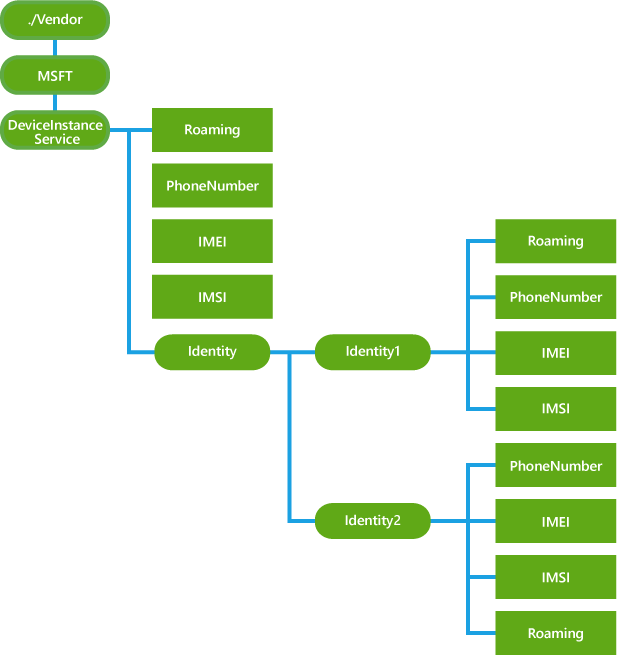 ./Vendor
MSFT
DeviceInstance
Service
Roaming
PhoneNumber
IMEI
IMSI
Identity
Identity1
Roaming
PhoneNumber
IMEI
IMSI
Identity2
PhoneNumber
IMEI
IMSI
Roaming